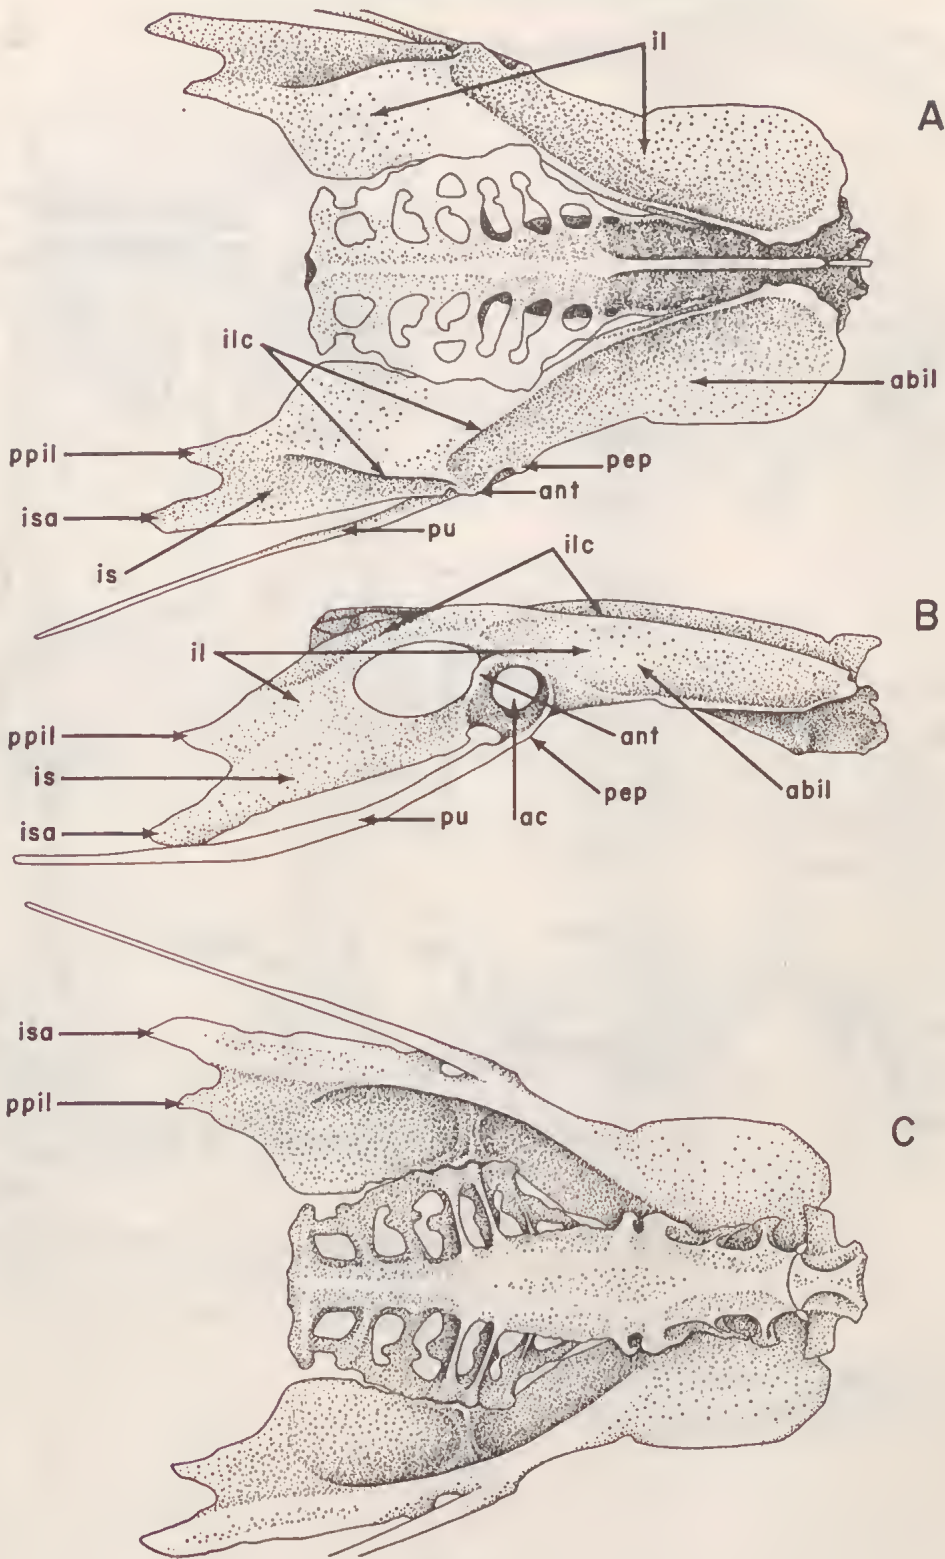 il
A
ilc
abil
ppil
pep
isa
ant
pu
is
ilc
B
il
ppil
ant
is
pep
abil
isa
pu
ac
isa
ppil
C